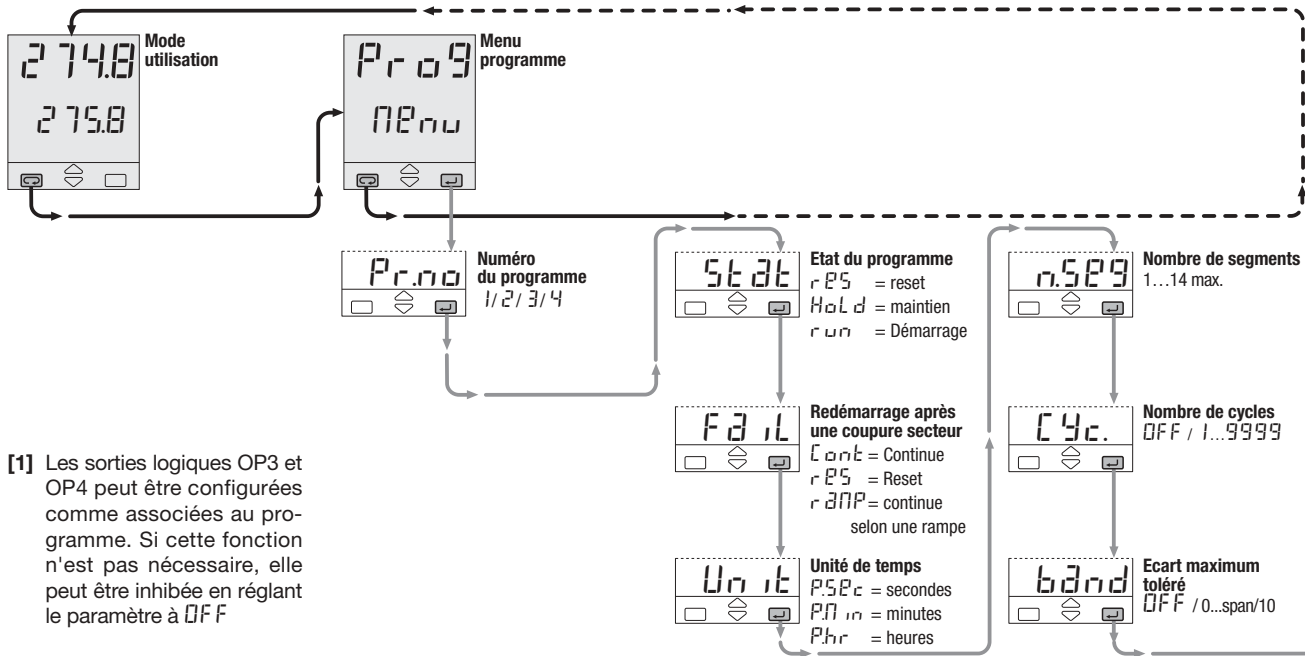 274.8
275.8
Mode
utilisation
Prog
Menu
Menu
programme
Pr.no
Numéro
du programme
1/ 2/ 3/ 4
[1] Les sorties logiques OP3 et
OP4 peut être configurées
comme associées au pro-
gramme. Si cette fonction
n'est pas nécessaire, elle
peut être inhibée en réglant
le paramètre à OFF
Stat
Etat du programme
rES = reset
HoLd = maintien
run = Démarrage
FaiL
Redémarrage après
une coupure secteur
Cont = Continue
rES = Reset
raMP = continue
selon une rampe
Unit
Unité de temps
P.SEc = secondes
P.Min = minutes
P.hr = heures
n.SEg
Nombre de segments
1…14 max.
CYc.
Nombre de cycles
OFF / 1...9999
band
Ecart maximum
toléré
OFF / 0...span/10